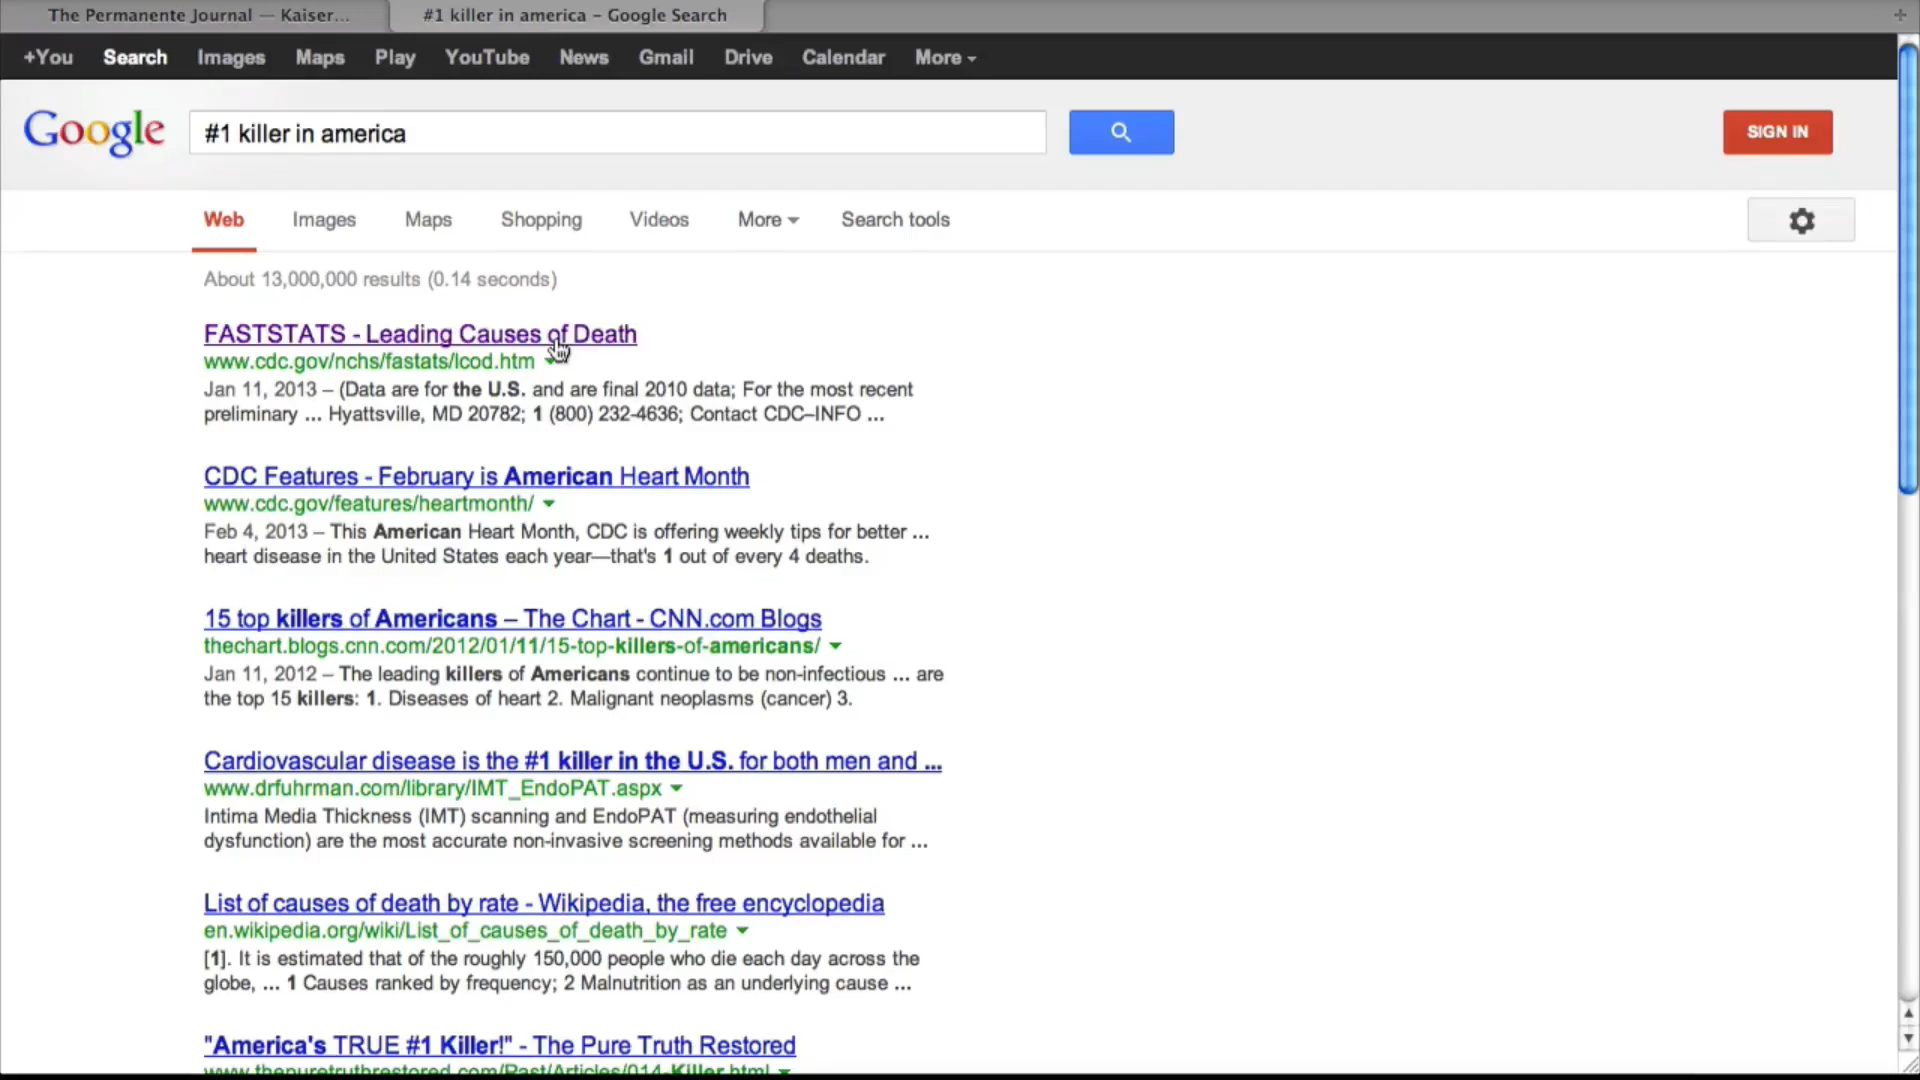 The Permanente Journal — Kaiser...
#1 killer in america – Google Search
+You Search Images Maps Play YouTube News Gmail Drive Calendar More
Google
#1 killer in america
SIGN IN
Web Images Maps Shopping Videos More Search tools
About 13,000,000 results (0.14 seconds)
FASTSTATS - Leading Causes of Death
www.cdc.gov/nchs/fastats/lcod.htm
Jan 11, 2013 – (Data are for the U.S. and are final 2010 data; For the most recent
preliminary ... Hyattsville, MD 20782; 1 (800) 232-4636; Contact CDC–INFO ...
CDC Features - February is American Heart Month
www.cdc.gov/features/heartmonth/
Feb 4, 2013 – This American Heart Month, CDC is offering weekly tips for better ...
heart disease in the United States each year—that's 1 out of every 4 deaths.
15 top killers of Americans – The Chart - CNN.com Blogs
thechart.blogs.cnn.com/2012/01/11/15-top-killers-of-americans/
Jan 11, 2012 – The leading killers of Americans continue to be non-infectious ... are
the top 15 killers: 1. Diseases of heart 2. Malignant neoplasms (cancer) 3.
Cardiovascular disease is the #1 killer in the U.S. for both men and ...
www.drfuhrman.com/library/IMT_EndoPAT.aspx
Intima Media Thickness (IMT) scanning and EndoPAT (measuring endothelial
dysfunction) are the most accurate non-invasive screening methods available for ...
List of causes of death by rate - Wikipedia, the free encyclopedia
en.wikipedia.org/wiki/List_of_causes_of_death_by_rate
[1]. It is estimated that of the roughly 150,000 people who die each day across the
globe, ... 1 Causes ranked by frequency; 2 Malnutrition as an underlying cause ...
"America's TRUE #1 Killer!" - The Pure Truth Restored
www.thepuretruthrestored.com/Past/Articles/014-Killer.html